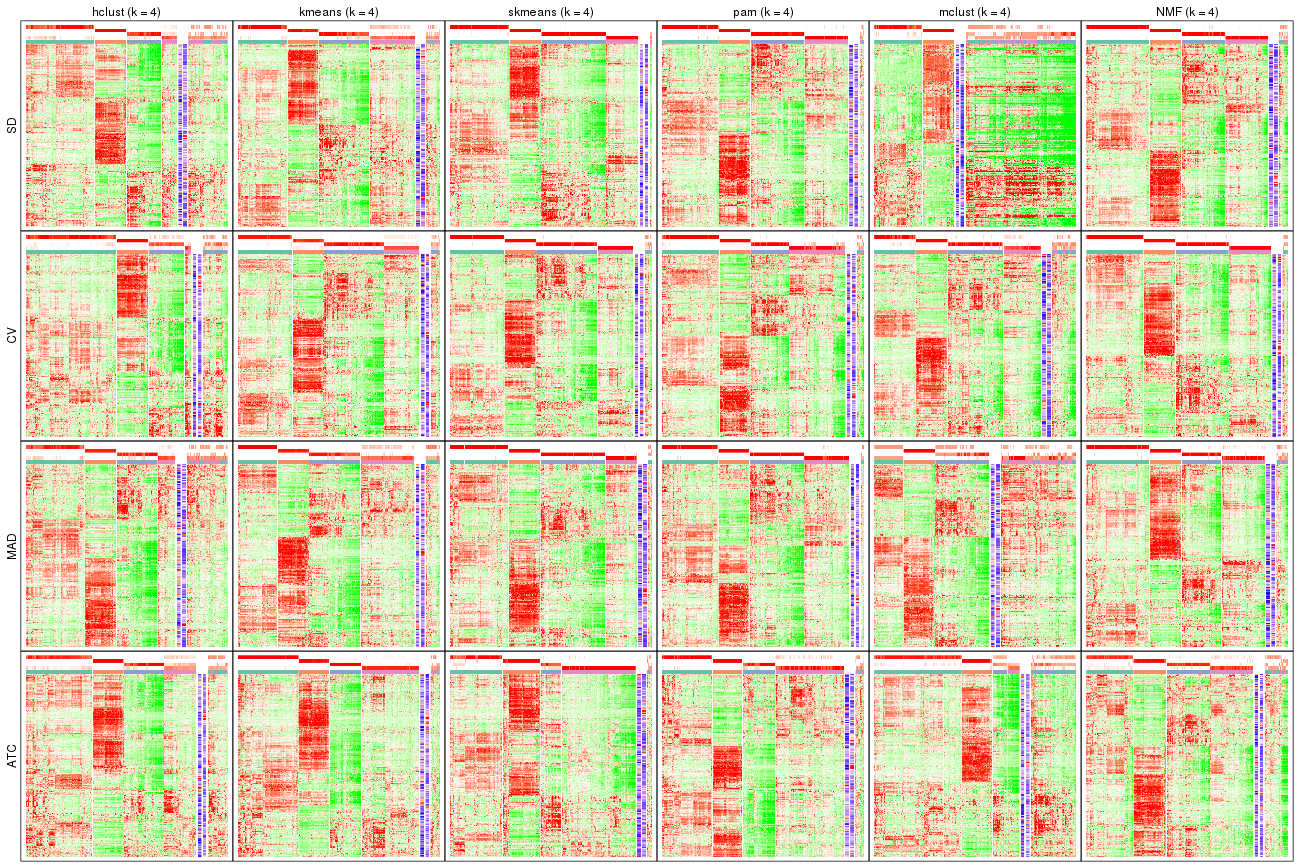 hclust (k = 4) kmeans (k = 4) skmeans (k = 4) pam (k = 4) mclust (k = 4) NMF (k = 4)
SD
CV
MAD
ATC